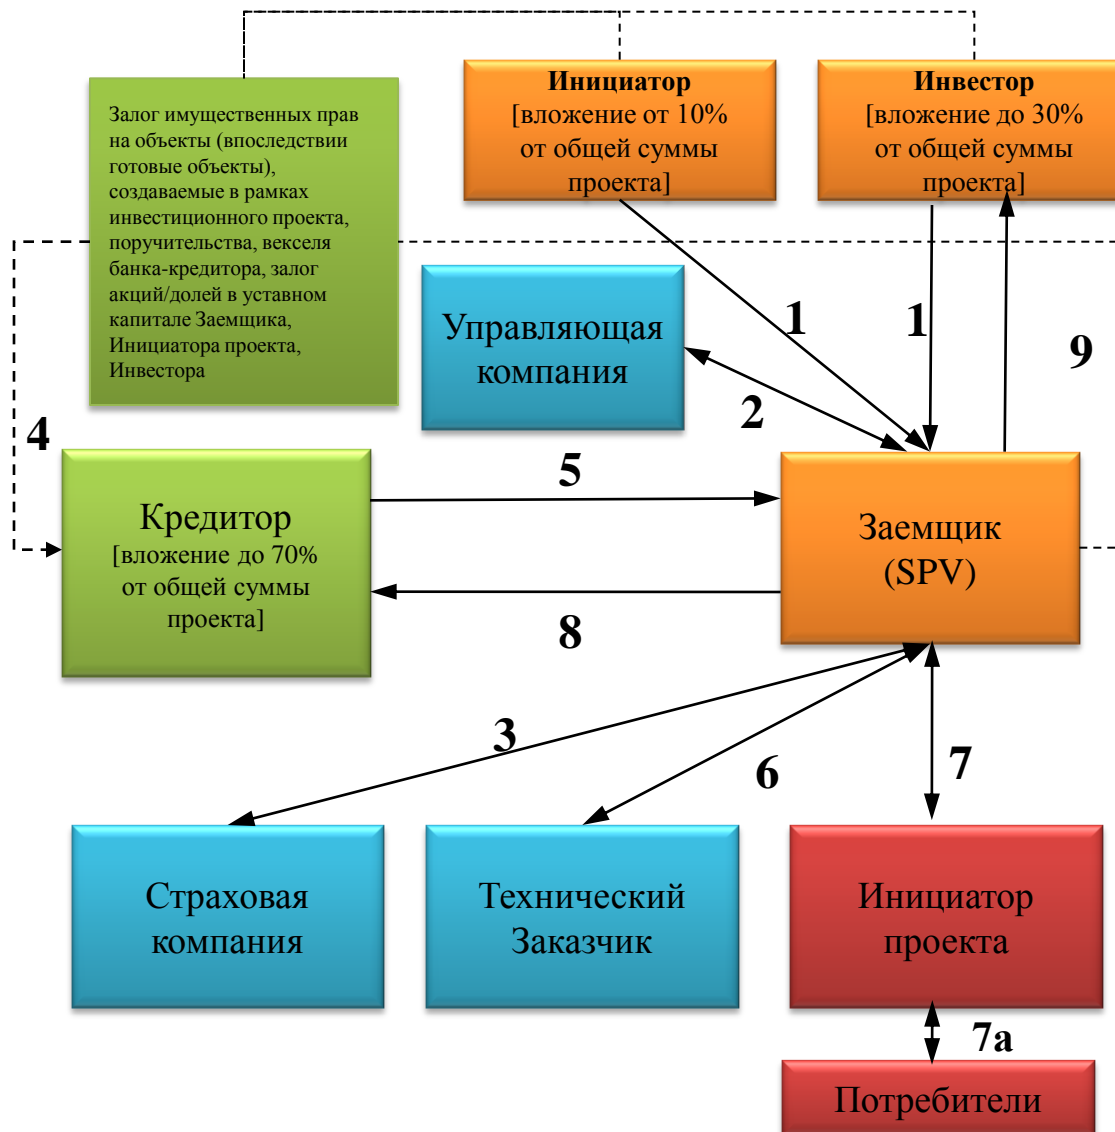 Инициатор
[вложение от 10%
от общей суммы
проекта]
Инвестор
[вложение до 30%
от общей суммы
проекта]
Залог имущественных прав
на объекты (впоследствии
готовые объекты),
создаваемые в рамках
инвестиционного проекта,
поручительства, векселя
банка-кредитора, залог
акций/долей в уставном
капитале Заемщика,
Инициатора проекта,
Инвестора
Управляющая
компания
1
1
9
2
4
5
Кредитор
[вложение до 70%
от общей суммы
проекта]
Заемщик
(SPV)
8
3
6
7
Страховая
компания
Технический
Заказчик
Инициатор
проекта
7а
Потребители